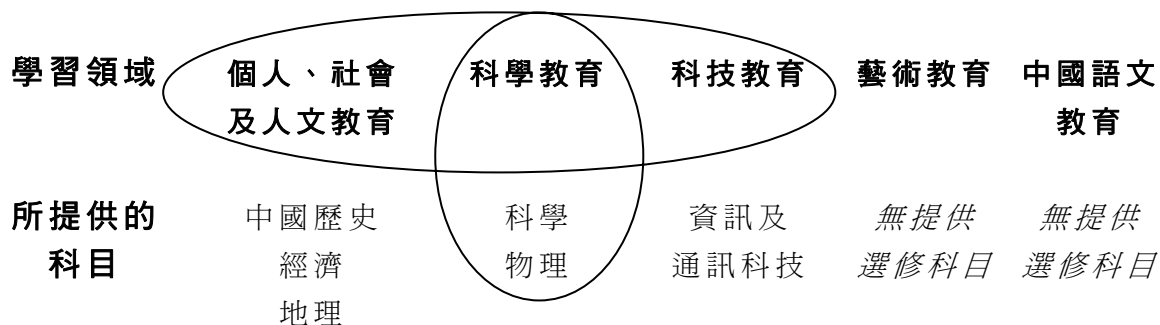 學習領域 個人、社會 科學教育 科技教育 藝術教育 中國語文
及人文教育 教育
所提供的 中國歷史 科學 資訊及 無提供 無提供
科目 經濟 物理 通訊科技 選修科目 選修科目
地理